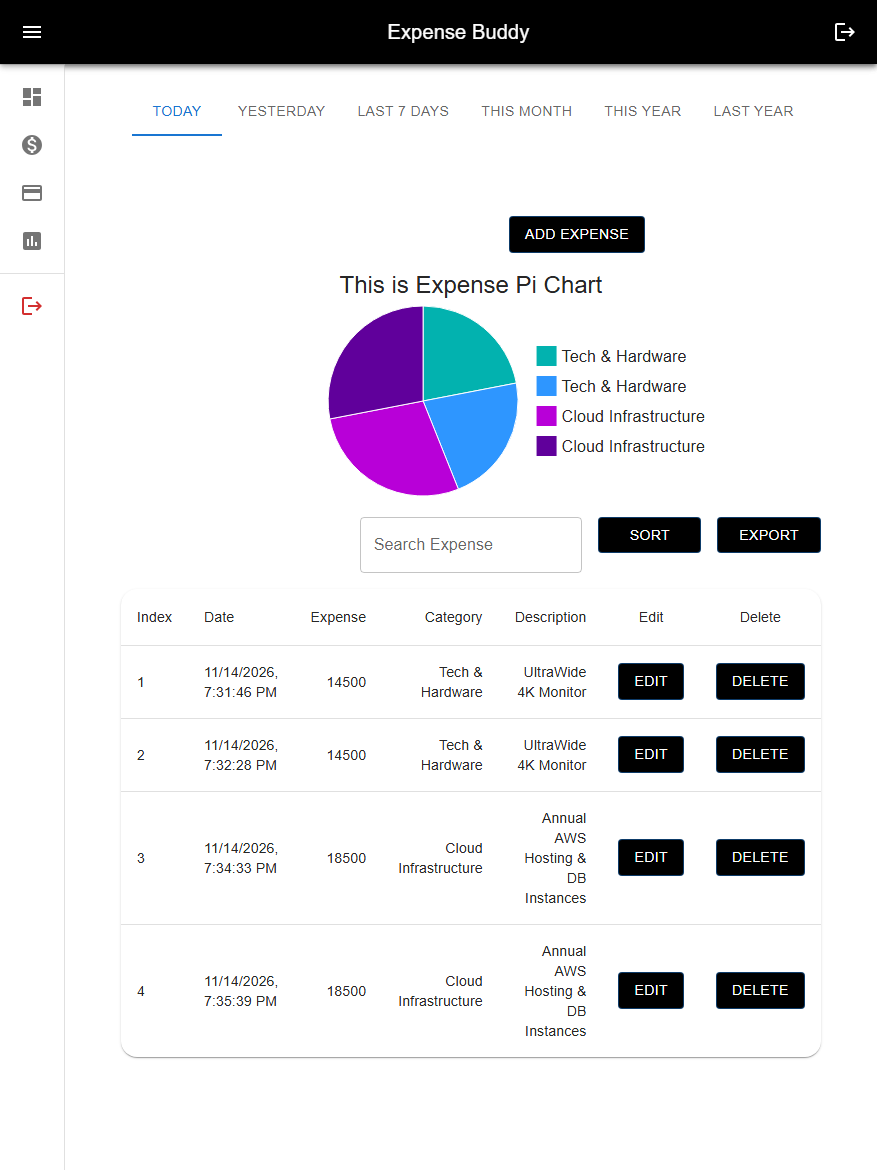 Expense Buddy
TODAY YESTERDAY LAST 7 DAYS THIS MONTH THIS YEAR LAST YEAR
ADD EXPENSE
This is Expense Pi Chart
Tech & Hardware
Tech & Hardware
Cloud Infrastructure
Cloud Infrastructure
Search Expense SORT EXPORT
Index Date Expense Category Description Edit Delete
1 11/14/2026, 7:31:46 PM 14500 Tech & Hardware UltraWide 4K Monitor EDIT DELETE
2 11/14/2026, 7:32:28 PM 14500 Tech & Hardware UltraWide 4K Monitor EDIT DELETE
3 11/14/2026, 7:34:33 PM 18500 Cloud Infrastructure Annual AWS Hosting & DB Instances EDIT DELETE
4 11/14/2026, 7:35:39 PM 18500 Cloud Infrastructure Annual AWS Hosting & DB Instances EDIT DELETE